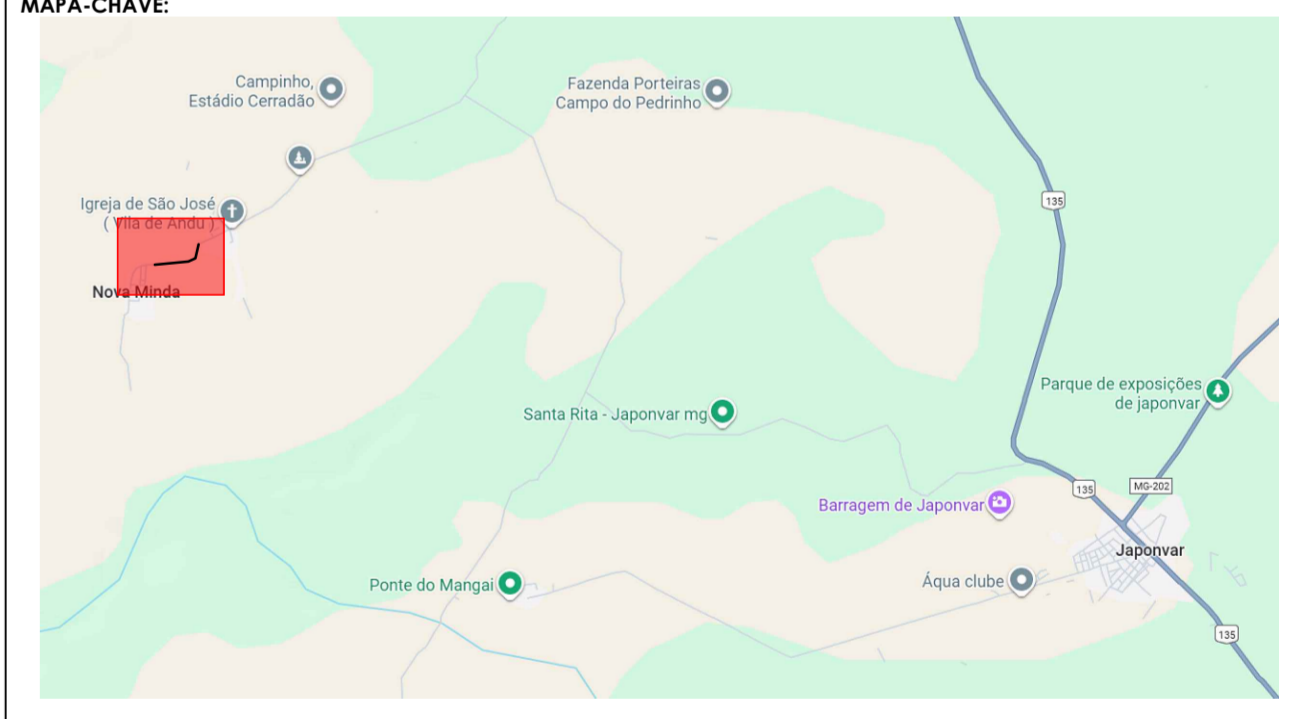 MAPA-CHAVE:
Campinho,
Estádio Cerradão
Fazenda Porteiras
Campo do Pedrinho
Igreja de São José
( Vila de Andu )
135
Nova Minda
Parque de exposições
de japonvar
Santa Rita - Japonvar mg
135
MG-202
Barragem de Japonvar
Japonvar
Ponte do Mangai
Áqua clube
135